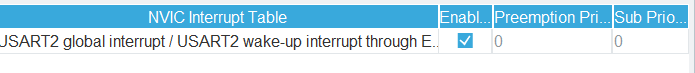 NVIC Interrupt Table Enabl... Preemption Pri... Sub Prio...
USART2 global interrupt / USART2 wake-up interrupt through E... 0 0